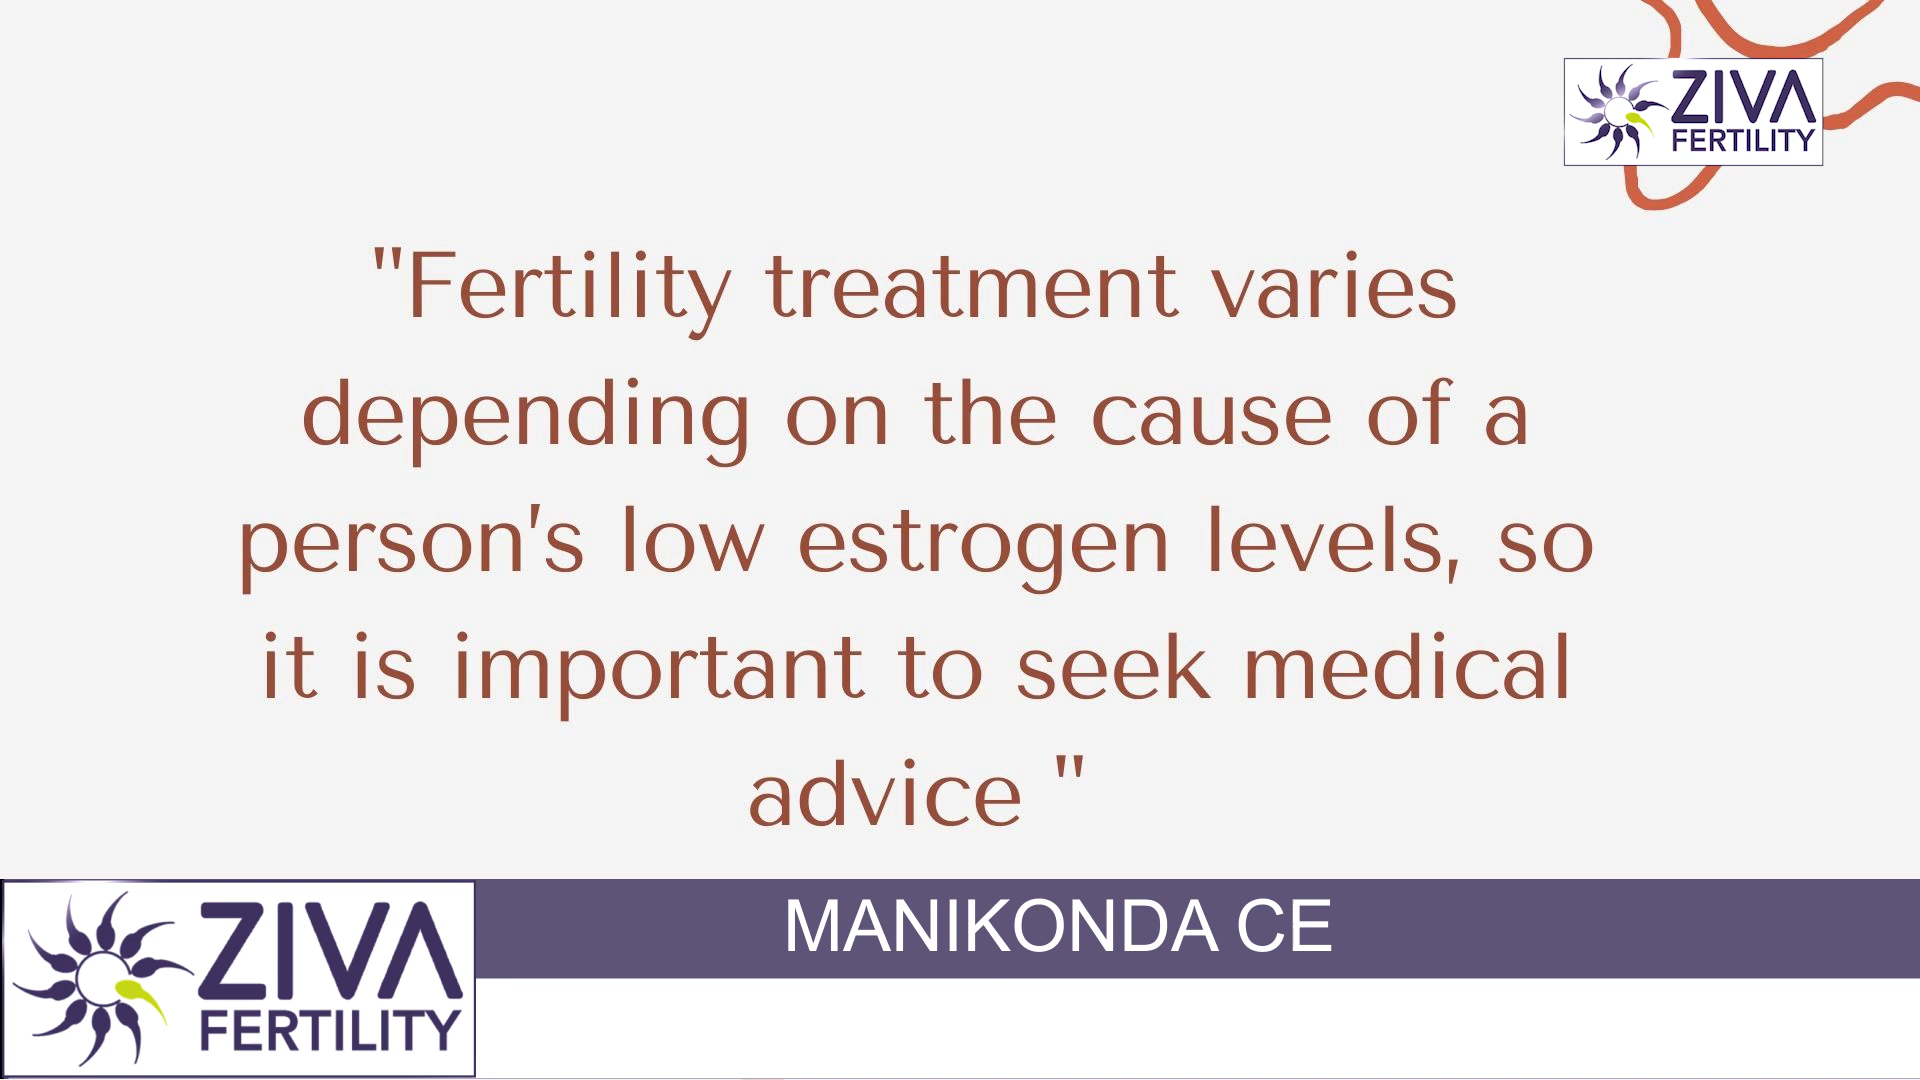 ZIVA
FERTILITY
"Fertility treatment varies
depending on the cause of a
person's low estrogen levels, so
it is important to seek medical
advice "
ZIVA
FERTILITY
MANIKONDA CE